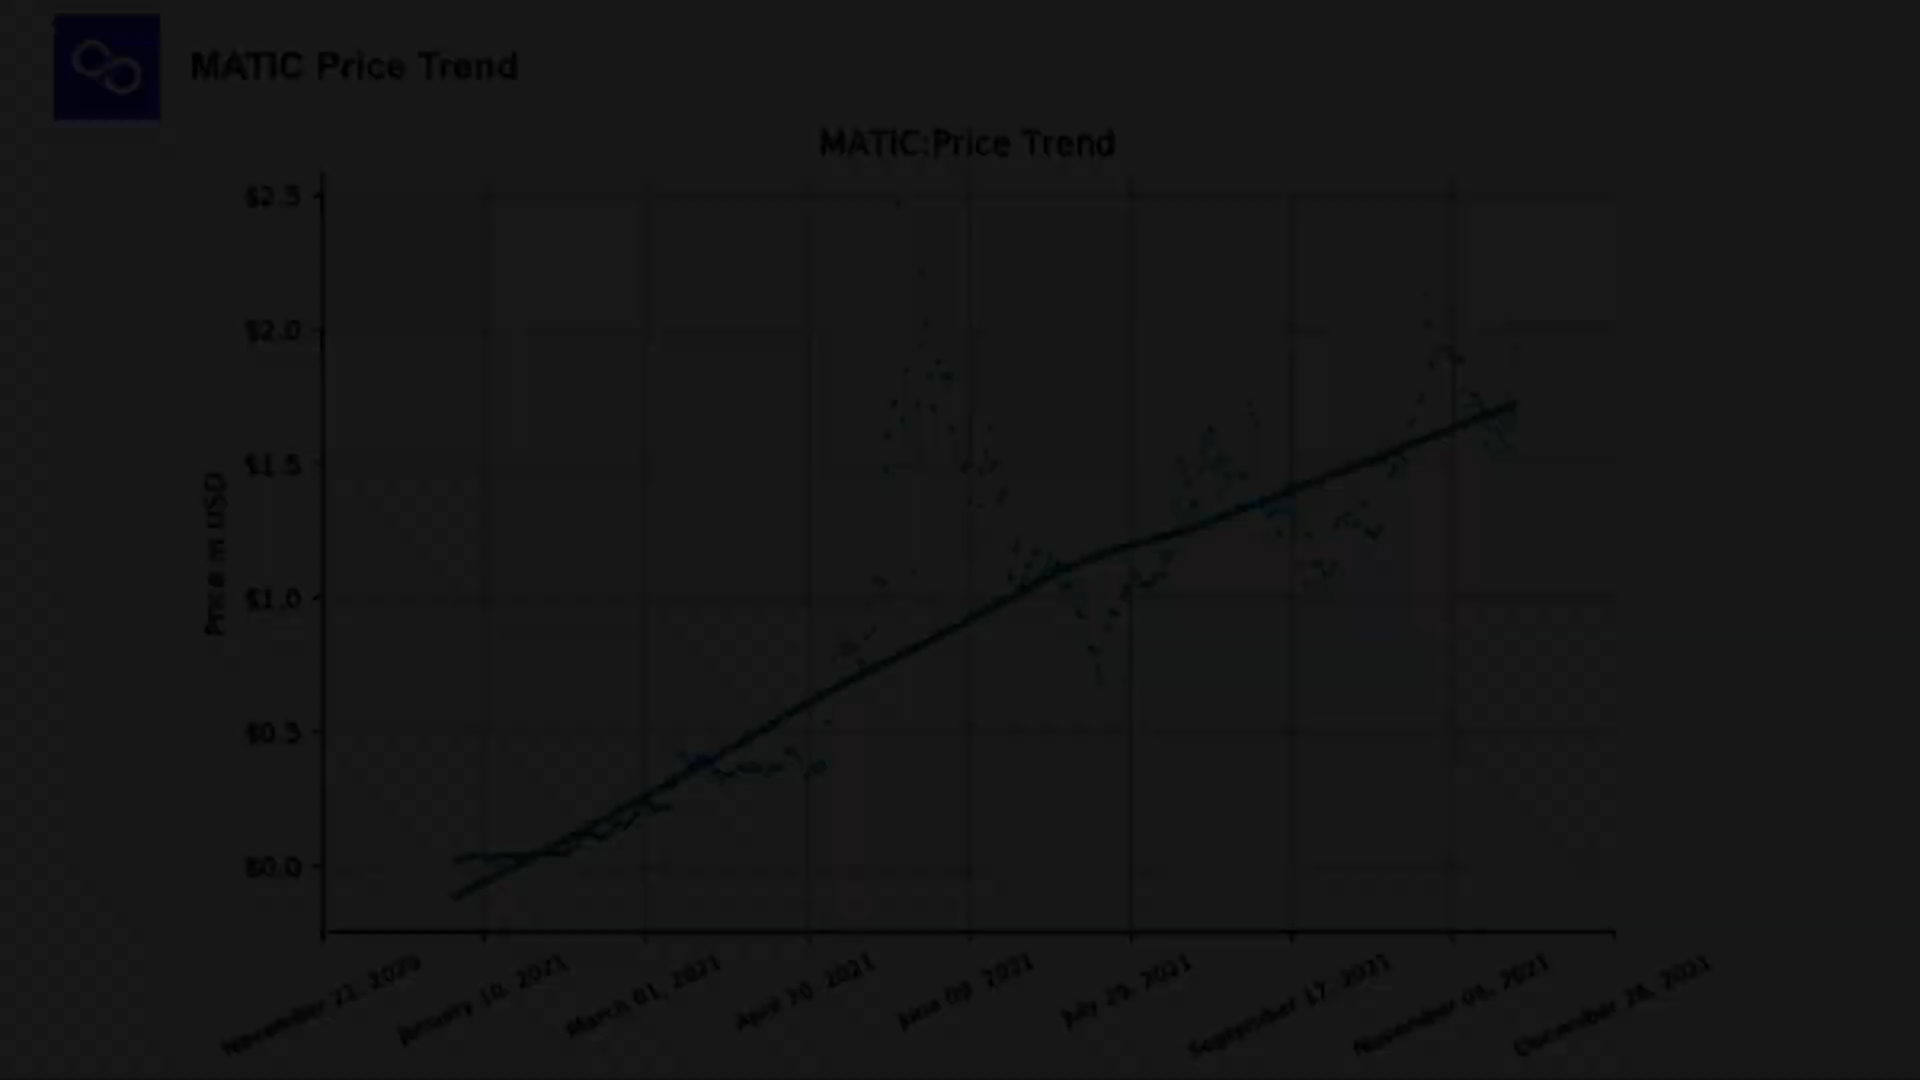 MATIC Price Trend
MATIC:Price Trend
$2.5
$2.0
$1.5
$1.0
$0.5
$0.0
Price in USD
November 21, 2020
January 10, 2021
March 01, 2021
April 20, 2021
June 09, 2021
July 29, 2021
September 17, 2021
November 06, 2021
December 26, 2021